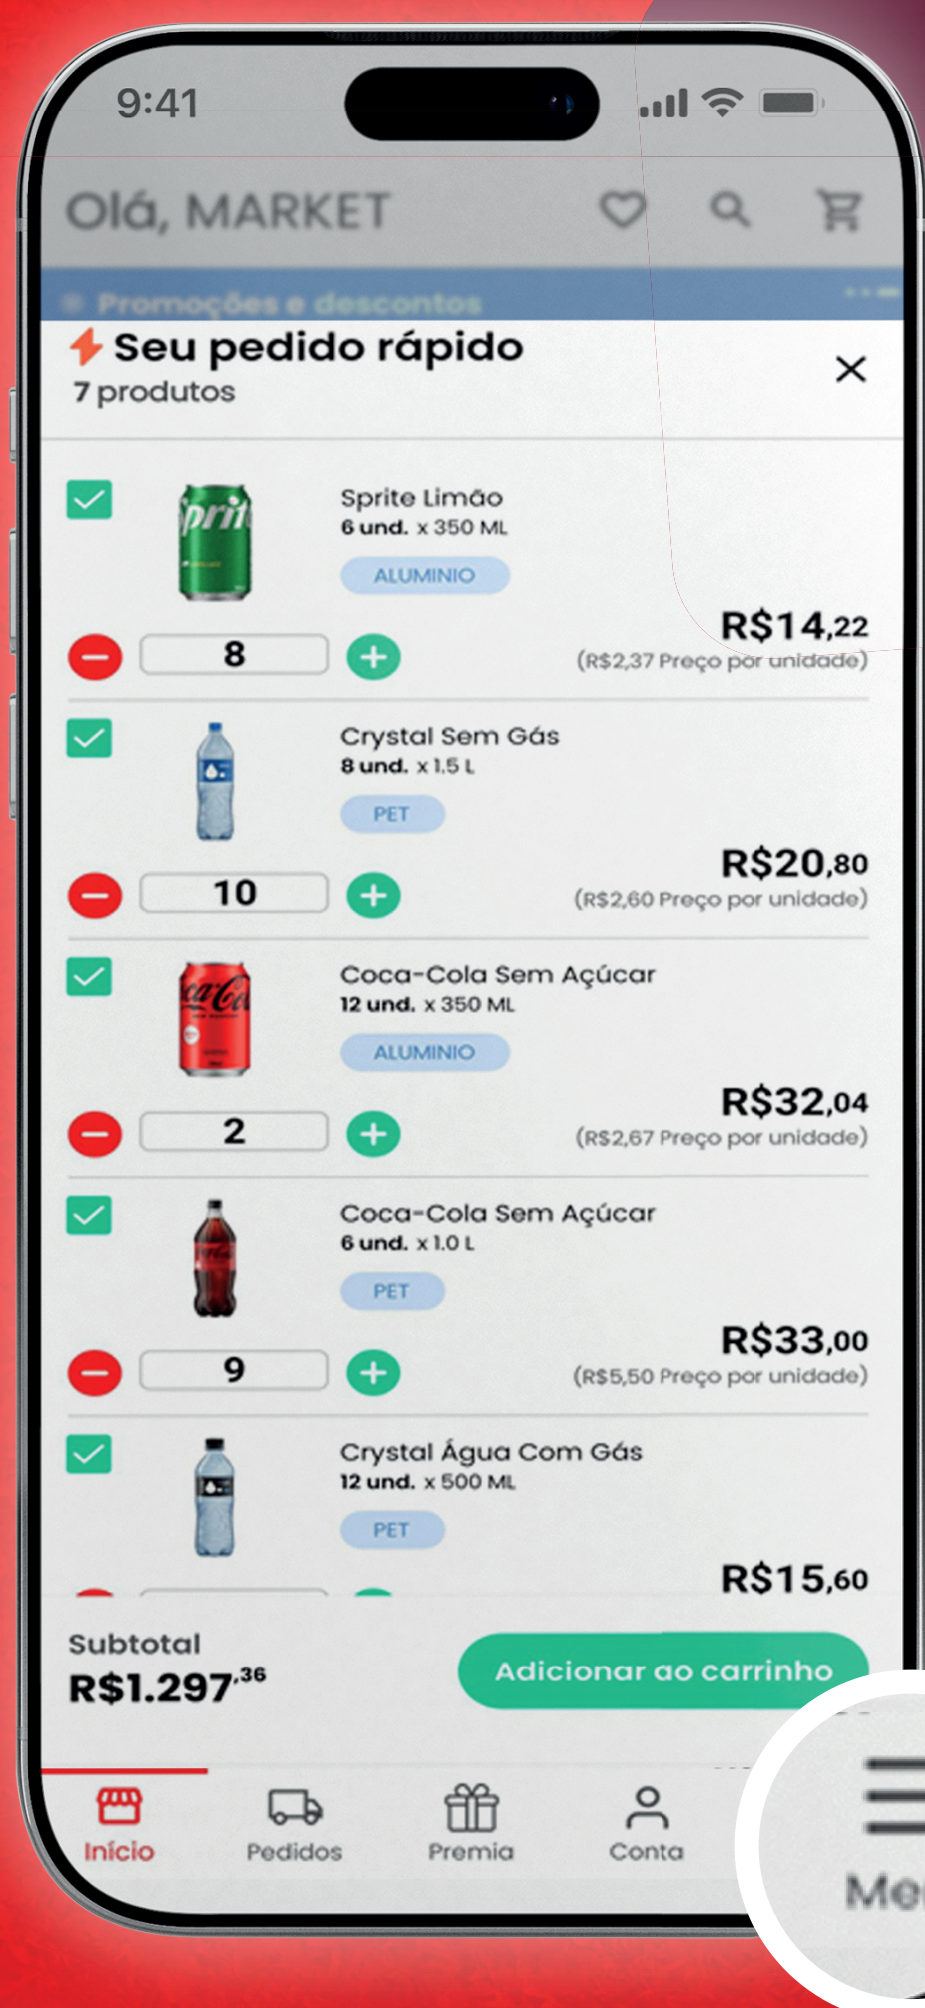 9:41
Olá, MARKET
Promoções e descontos
Seu pedido rápido
7 produtos
Sprite Limão
6 und. x 350 ML
ALUMINIO
R$14,22
8
(R$2,37 Preço por unidade)
Crystal Sem Gás
8 und. x 1.5 L
PET
R$20,80
10
(R$2,60 Preço por unidade)
Coca-Cola Sem Açúcar
12 und. x 350 ML
ALUMINIO
R$32,04
2
(R$2,67 Preço por unidade)
Coca-Cola Sem Açúcar
6 und. x 1.0 L
PET
R$33,00
9
(R$5,50 Preço por unidade)
Crystal Água Com Gás
12 und. x 500 ML
PET
R$15,60
Subtotal
R$1.297,36
Adicionar ao carrinho
Início
Pedidos
Premia
Conta